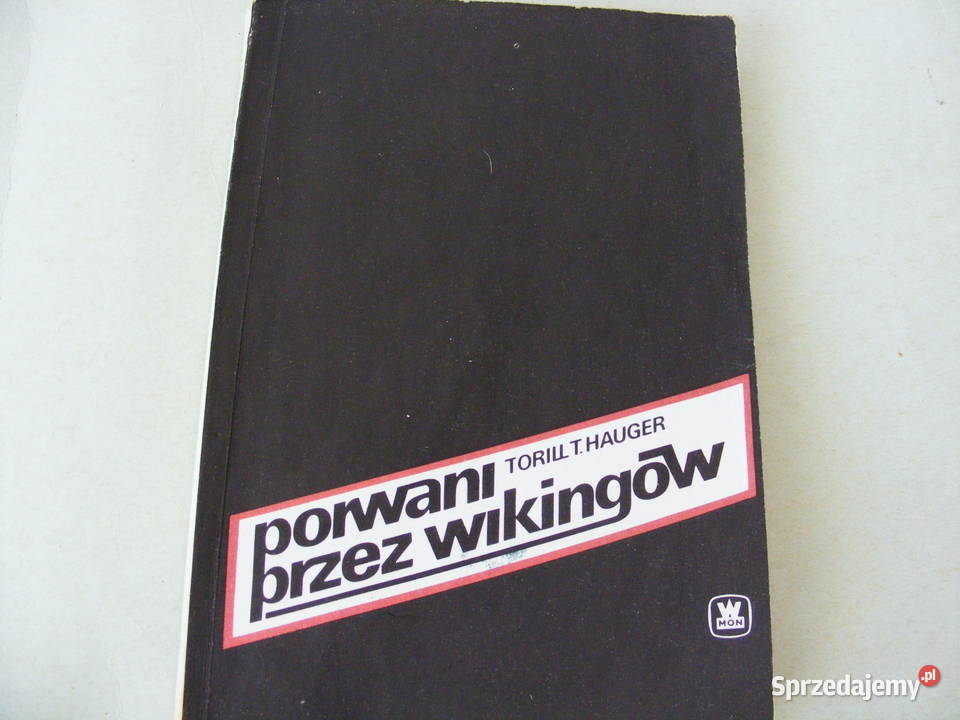 TORILL T. HAUGER
porwani
przez wikingów
W
MON
Sprzedajemy.pl